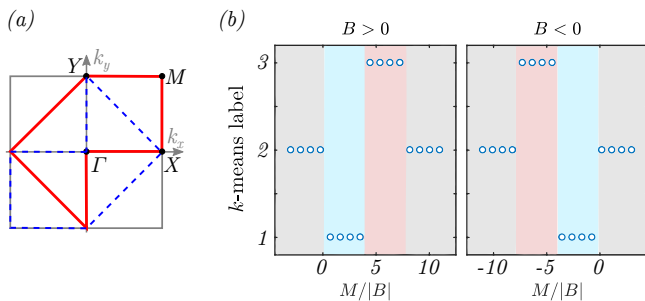 (a)
k_y
Y
M
k_x
Γ
X
(b)
B > 0
B < 0
k-means label
3
2
1
0
5
10
-10
-5
0
M/|B|
M/|B|